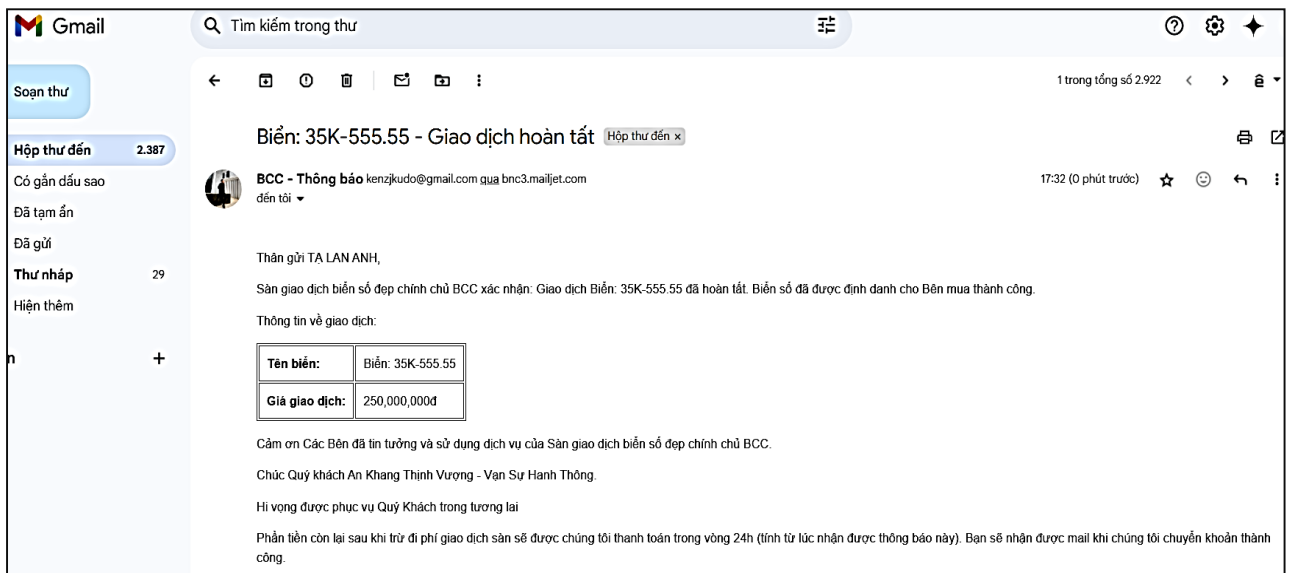 Gmail
Tìm kiếm trong thư
Soạn thư
1 trong tổng số 2.922
Biển: 35K-555.55 - Giao dịch hoàn tất Hộp thư đến x
Hộp thư đến 2.387
Có gắn dấu sao
Đã tạm ẩn
Đã gửi
Thư nháp 29
Hiện thêm
BCC - Thông báo kenzjkudo@gmail.com qua bnc3.mailjet.com
17:32 (0 phút trước)
đến tôi
Thân gửi TẠ LAN ANH,
Sàn giao dịch biển số đẹp chính chủ BCC xác nhận: Giao dịch Biển: 35K-555.55 đã hoàn tất. Biển số đã được định danh cho Bên mua thành công.
Thông tin về giao dịch:
Tên biển: Biển: 35K-555.55
Giá giao dịch: 250,000,000đ
Cảm ơn Các Bên đã tin tưởng và sử dụng dịch vụ của Sàn giao dịch biển số đẹp chính chủ BCC.
Chúc Quý khách An Khang Thịnh Vượng - Vạn Sự Hanh Thông.
Hi vọng được phục vụ Quý Khách trong tương lai
Phần tiền còn lại sau khi trừ đi phí giao dịch sàn sẽ được chúng tôi thanh toán trong vòng 24h (tính từ lúc nhận được thông báo này). Bạn sẽ nhận được mail khi chúng tôi chuyển khoản thành
công.